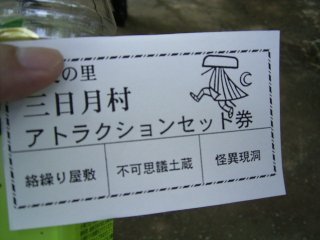 の里
三日月村
アトラクションセット券
絡繰り屋敷
不可思議土蔵
怪異現洞